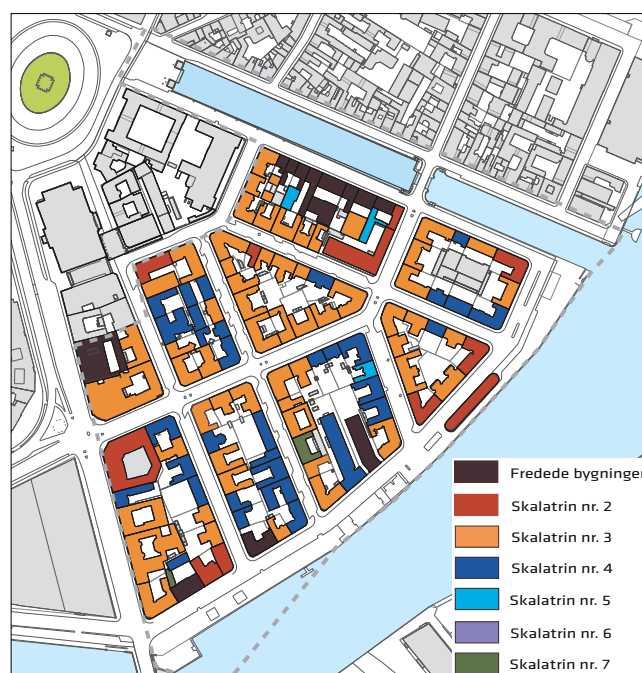 Fredede bygninger
Skalatrin nr. 2
Skalatrin nr. 3
Skalatrin nr. 4
Skalatrin nr. 5
Skalatrin nr. 6
Skalatrin nr. 7